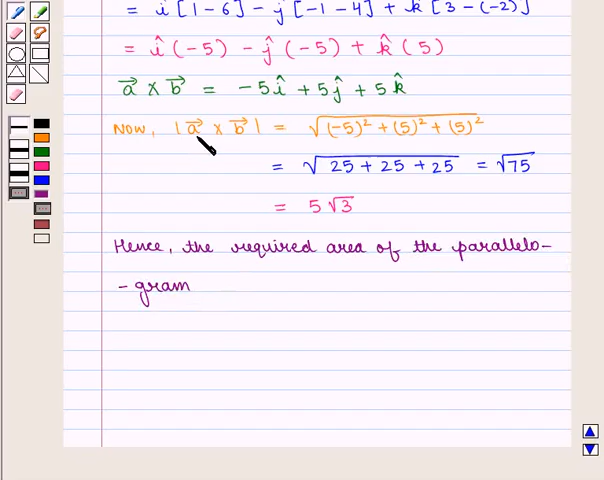 = î [1 - 6] - ĵ [-1 - 4] + k̂ [3 - (-2)]
= î (-5) - ĵ (-5) + k̂ (5)
a⃗ × b⃗ = -5î + 5ĵ + 5k̂
Now, |a⃗ × b⃗| = √((-5)² + (5)² + (5)²)
= √(25 + 25 + 25) = √75
= 5√3
Hence, the required area of the parallelo-
-gram